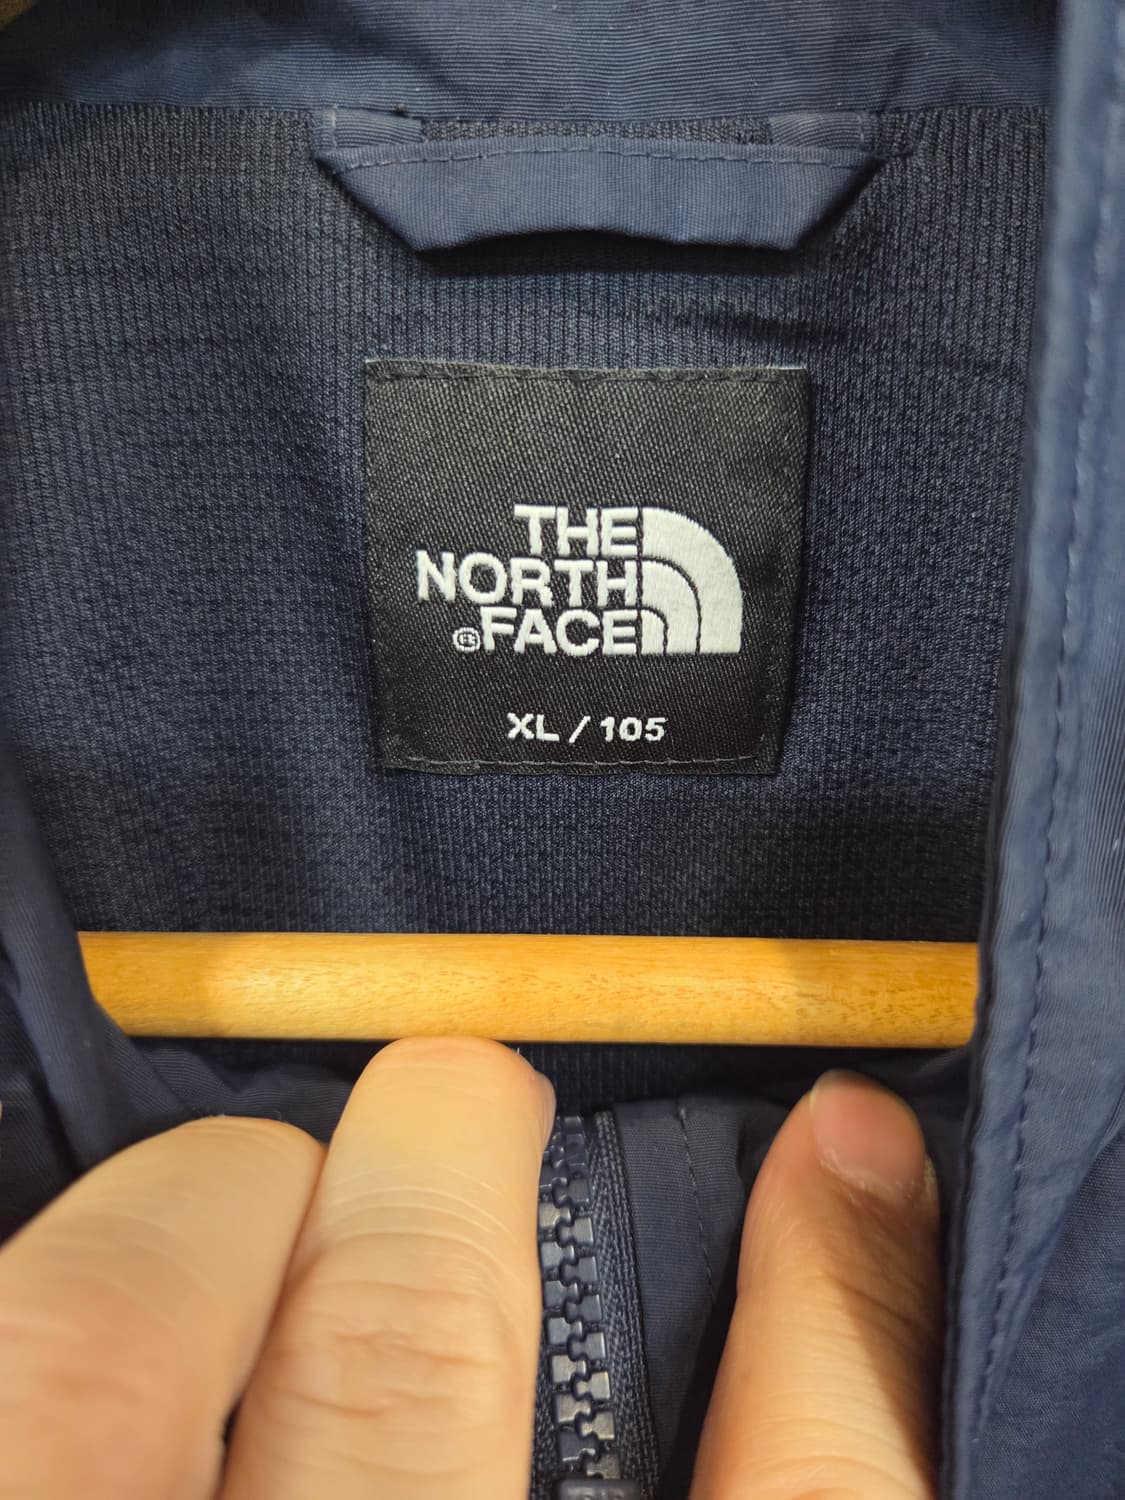 THE
NORTH
®FACE
XL / 105